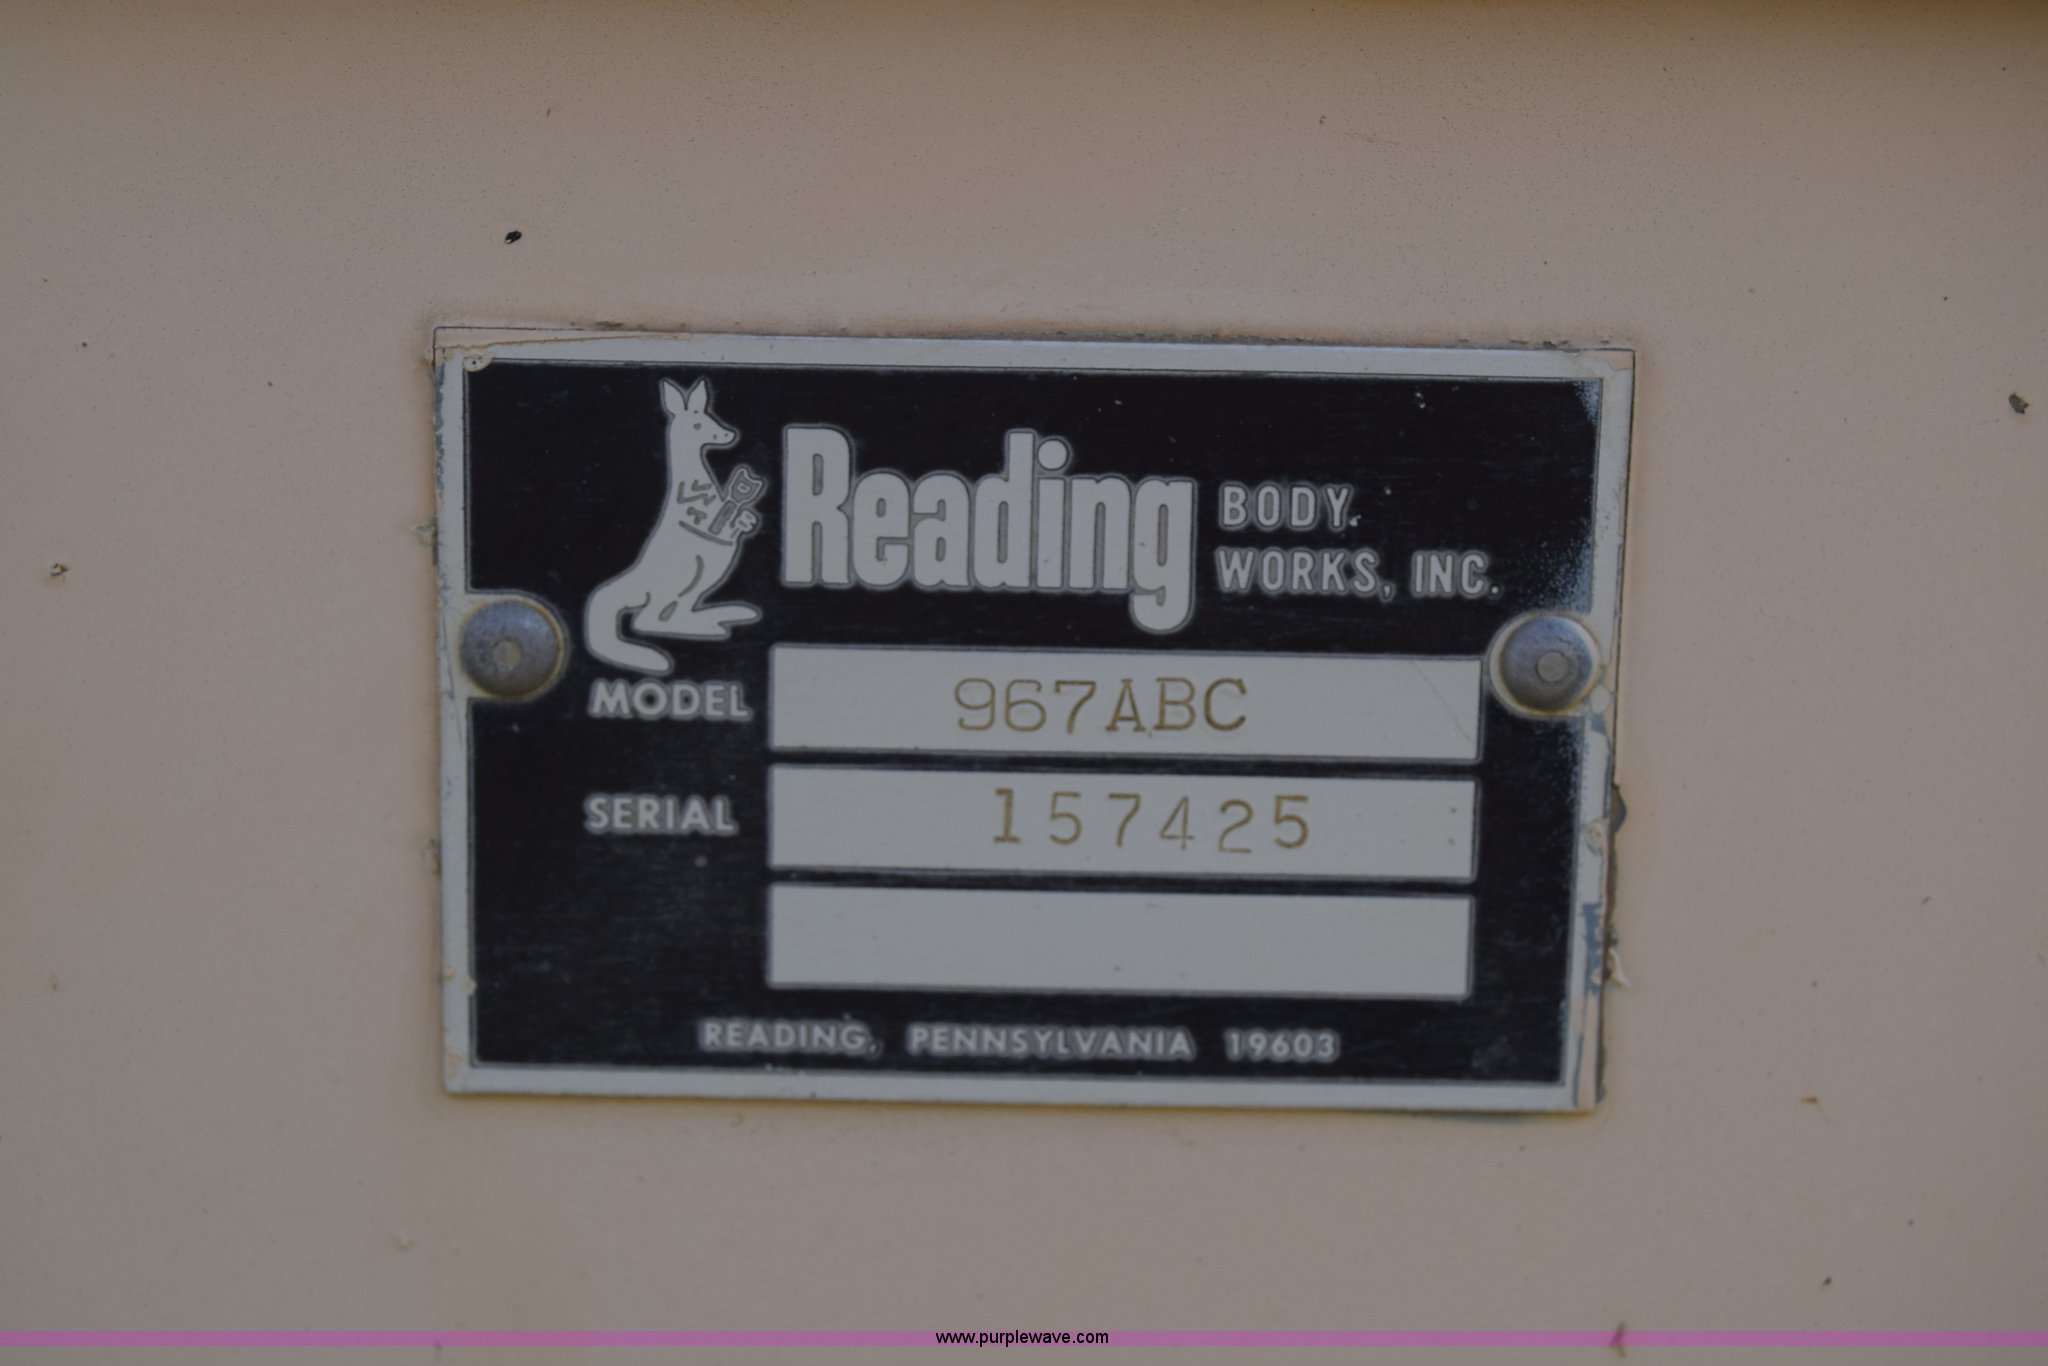 Reading BODY
WORKS, INC.
MODEL 967ABC
SERIAL 157425
READING, PENNSYLVANIA 19603
www.purplewave.com